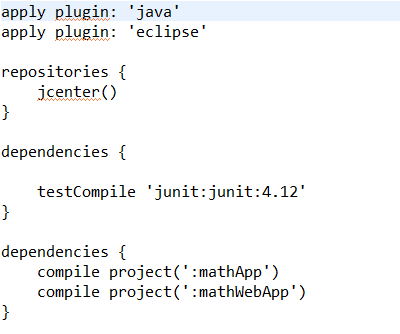 apply plugin: 'java'
apply plugin: 'eclipse'
repositories {
    jcenter()
}
dependencies {
    testCompile 'junit:junit:4.12'
}
dependencies {
    compile project(':mathApp')
    compile project(':mathWebApp')
}